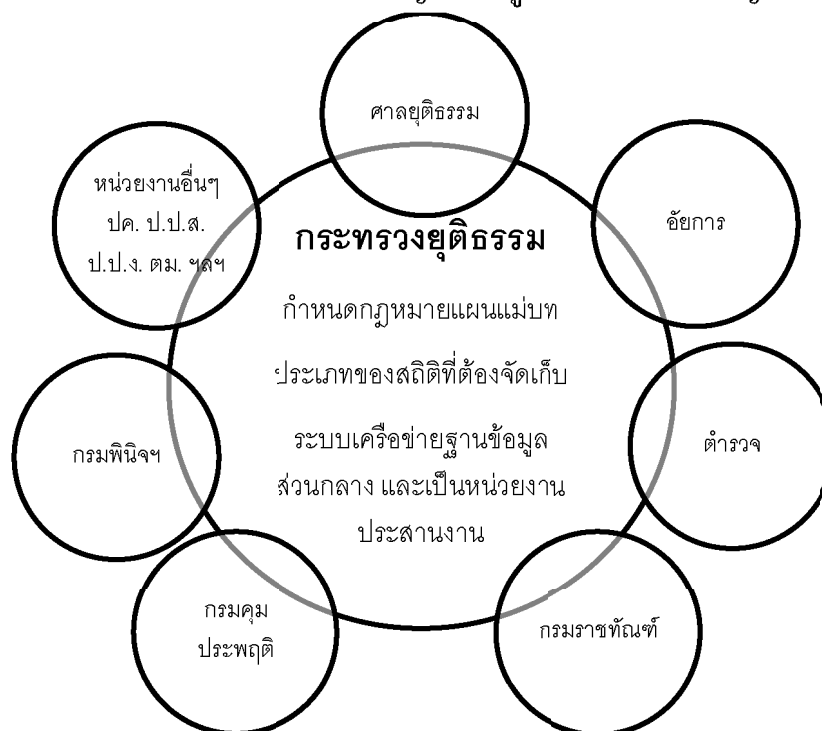 ศาลยุติธรรม
หน่วยงานอื่นๆ
ปค. ป.ป.ส.
ป.ป.ง. ตม. ฯลฯ
อัยการ
กระทรวงยุติธรรม
กำหนดกฎหมายแผนแม่บท
ประเภทของสถิติที่ต้องจัดเก็บ
ระบบเครือข่ายฐานข้อมูล
ส่วนกลาง และเป็นหน่วยงาน
ประสานงาน
กรมพินิจฯ
ตำรวจ
กรมคุม
ประพฤติ
กรมราชทัณฑ์